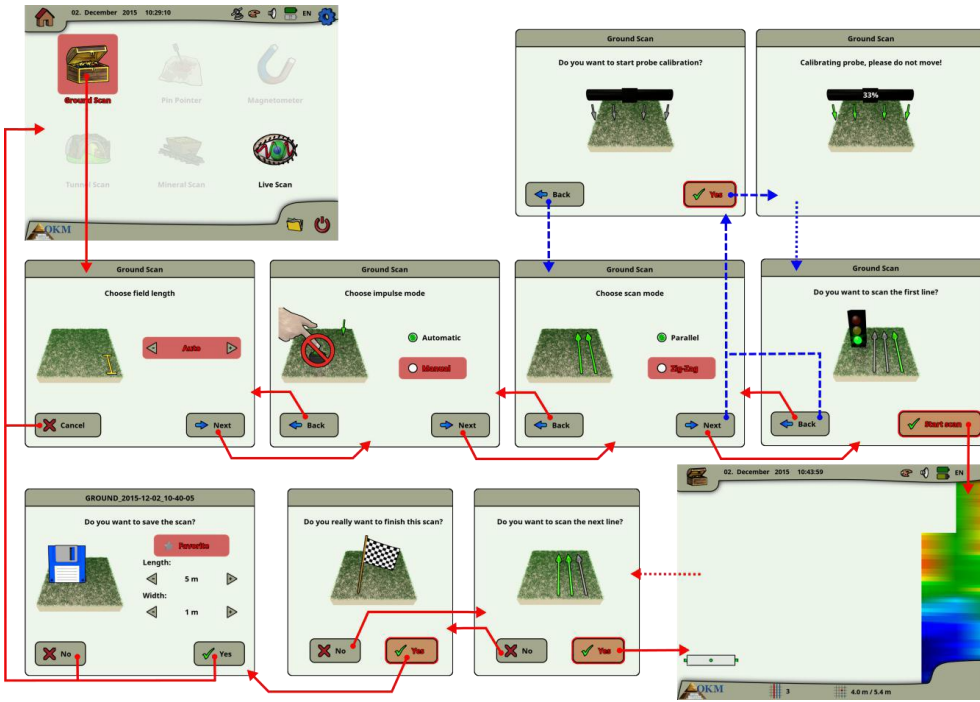 02. December 2015 10:29:10
EN
Ground Scan
Pin Pointer
Magnetometer
Tunnel Scan
Mineral Scan
Live Scan
OKM
Ground Scan
Do you want to start probe calibration?
Back
Yes
Ground Scan
Calibrating probe, please do not move!
33%
Ground Scan
Choose field length
Auto
Cancel
Next
Ground Scan
Choose impulse mode
Automatic
Manual
Back
Next
Ground Scan
Choose scan mode
Parallel
Zig-Zag
Back
Next
Ground Scan
Do you want to scan the first line?
Back
Start scan
GROUND_2015-12-02_10-40-05
Do you want to save the scan?
Favorite
Length:
5 m
Width:
1 m
No
Yes
Do you really want to finish this scan?
No
Yes
Do you want to scan the next line?
No
Yes
02. December 2015 10:43:59
EN
OKM
3
4.0 m / 5.4 m